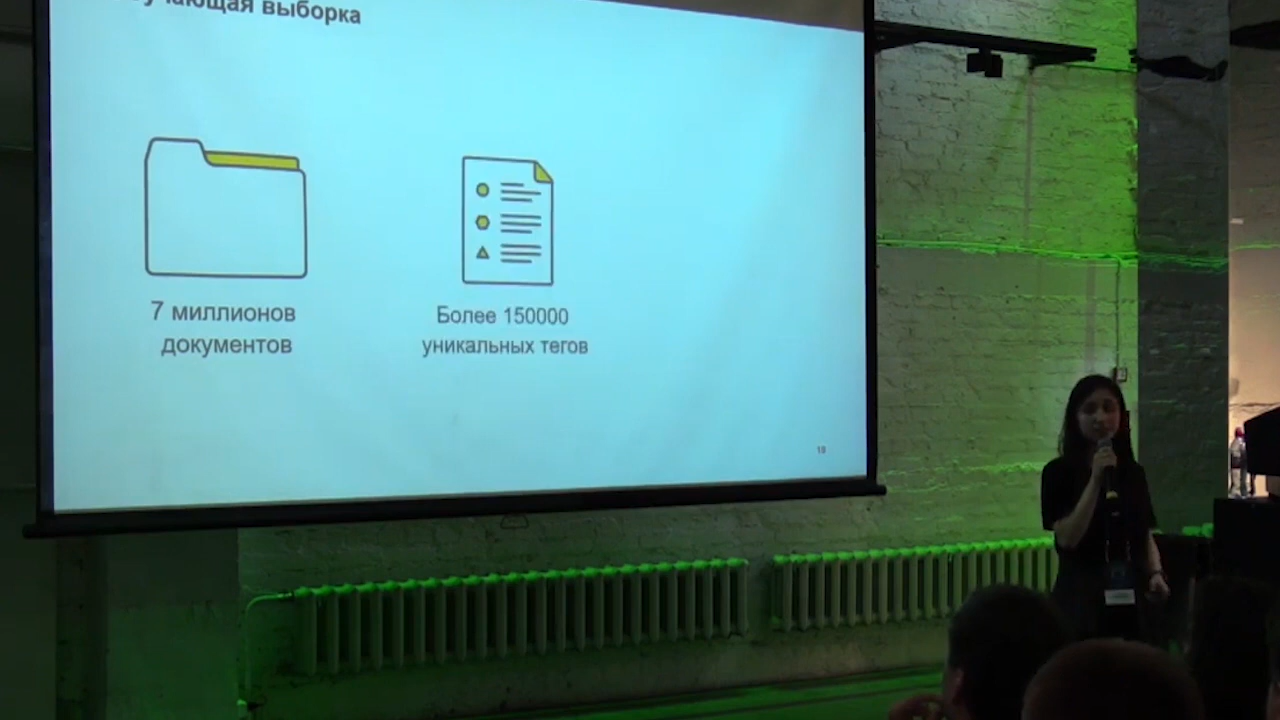 выборка
7 миллионов
документов
Более 150000
уникальных тегов